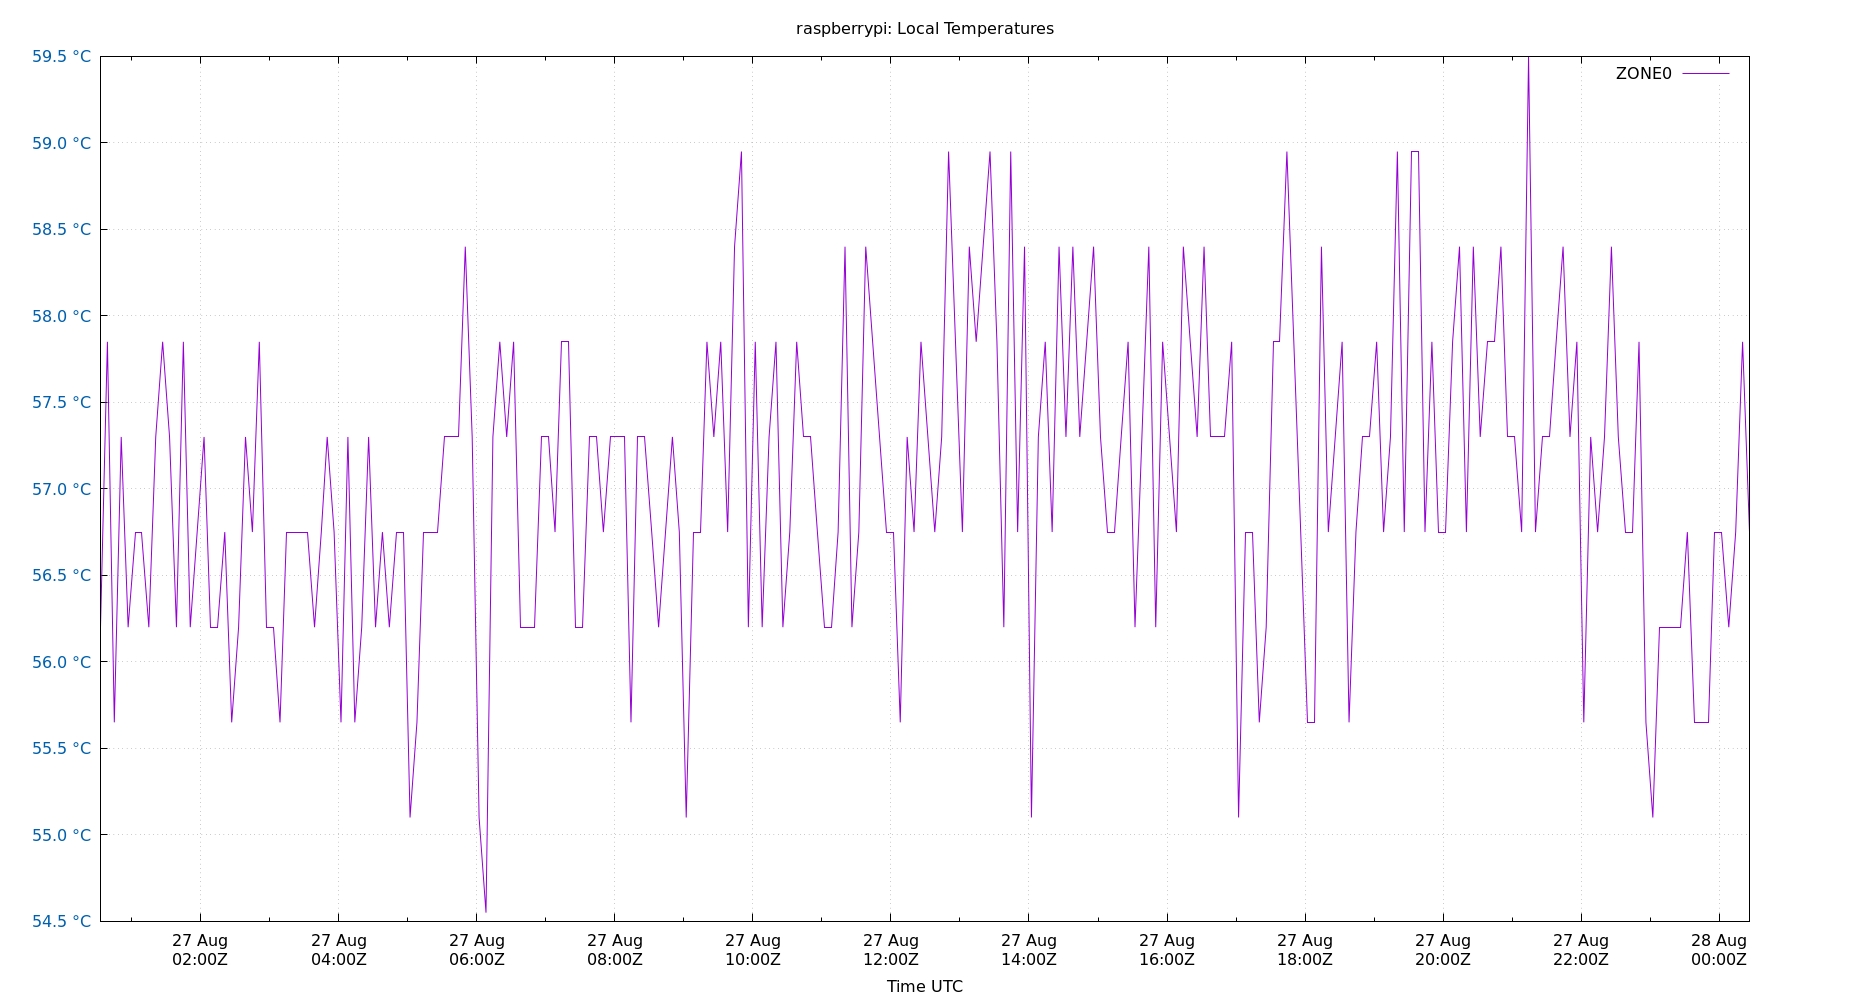 raspberrypi: Local Temperatures
59.5 °C
59.0 °C
58.5 °C
58.0 °C
57.5 °C
57.0 °C
56.5 °C
56.0 °C
55.5 °C
55.0 °C
54.5 °C
ZONE0
27 Aug 27 Aug 27 Aug 27 Aug 27 Aug 27 Aug 27 Aug 27 Aug 27 Aug 27 Aug 27 Aug 28 Aug
02:00Z 04:00Z 06:00Z 08:00Z 10:00Z 12:00Z 14:00Z 16:00Z 18:00Z 20:00Z 22:00Z 00:00Z
Time UTC